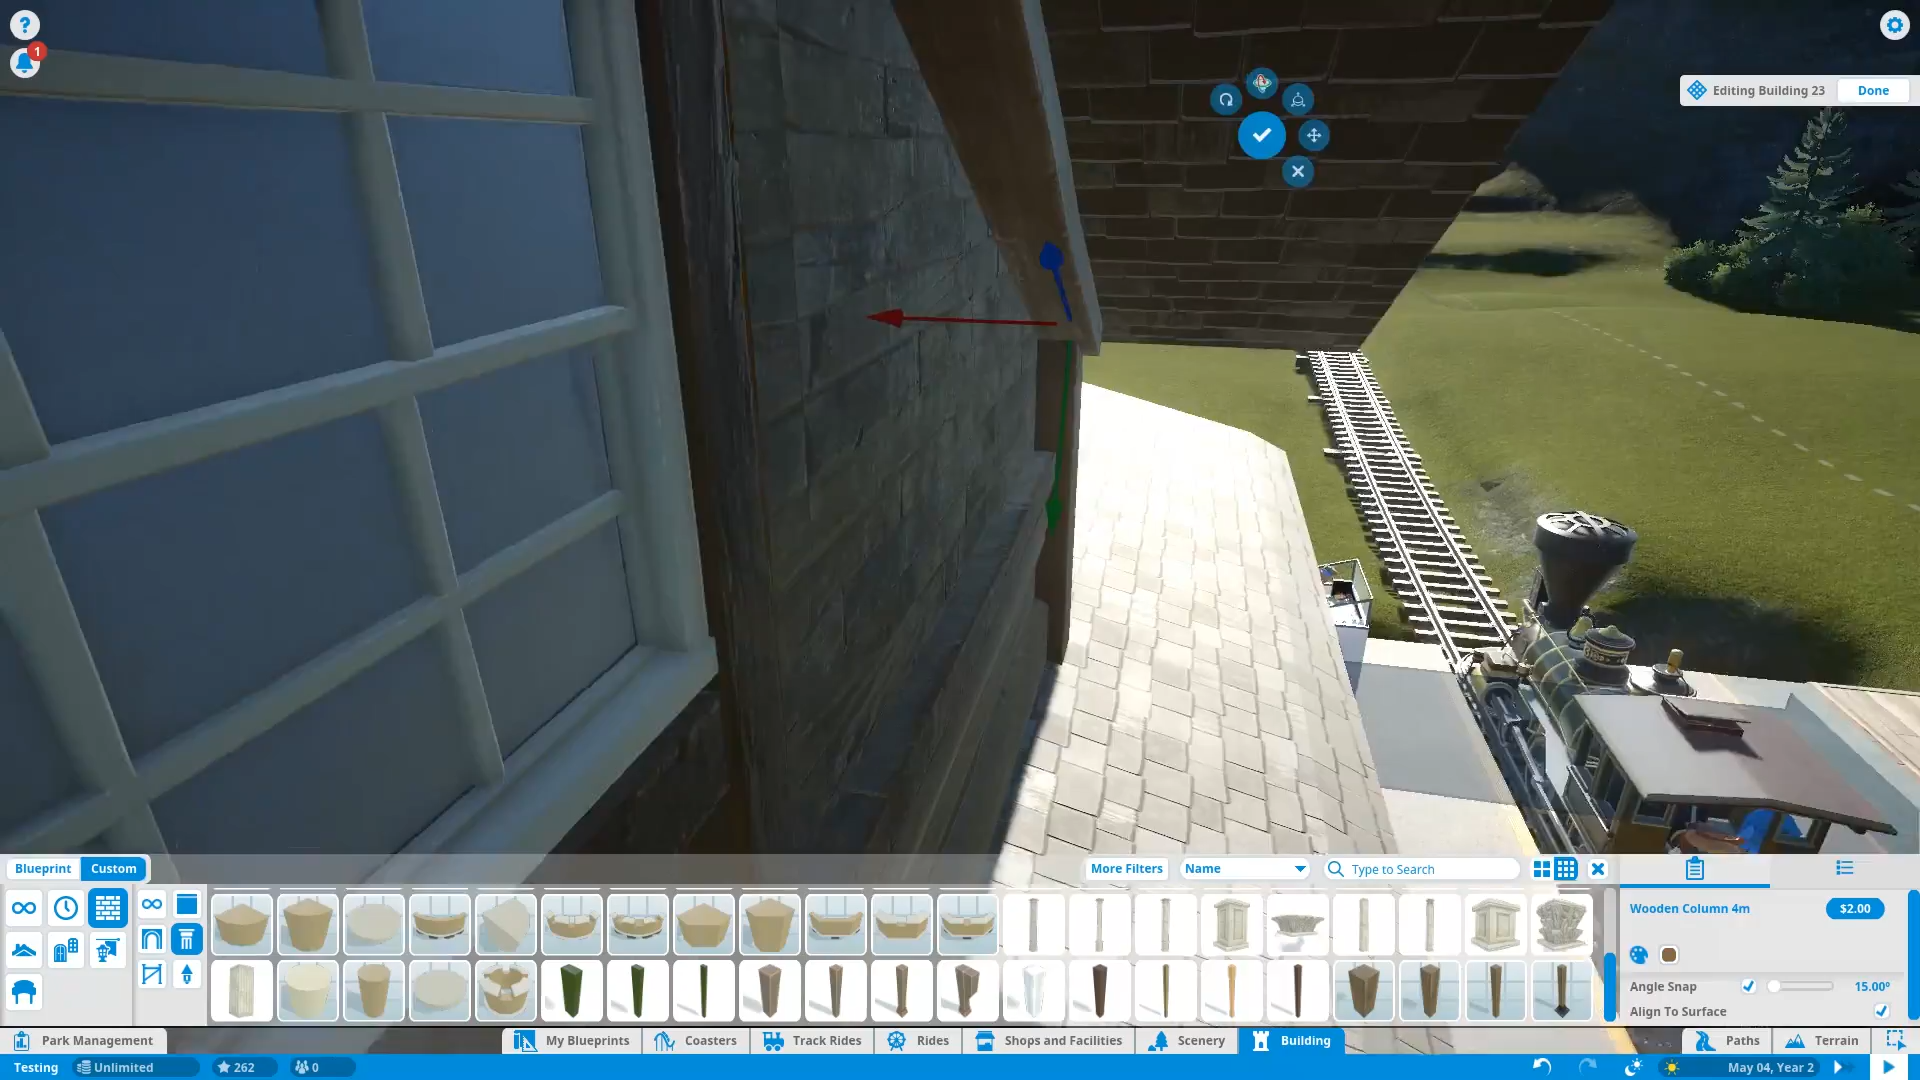 ?
1
Editing Building 23
Done
Blueprint
Custom
More Filters
Name
Type to Search
Wooden Column 4m
$2.00
Angle Snap
15.00°
Align To Surface
Park Management
My Blueprints
Coasters
Track Rides
Rides
Shops and Facilities
Scenery
Building
Paths
Terrain
Testing
Unlimited
262
0
May 04, Year 2